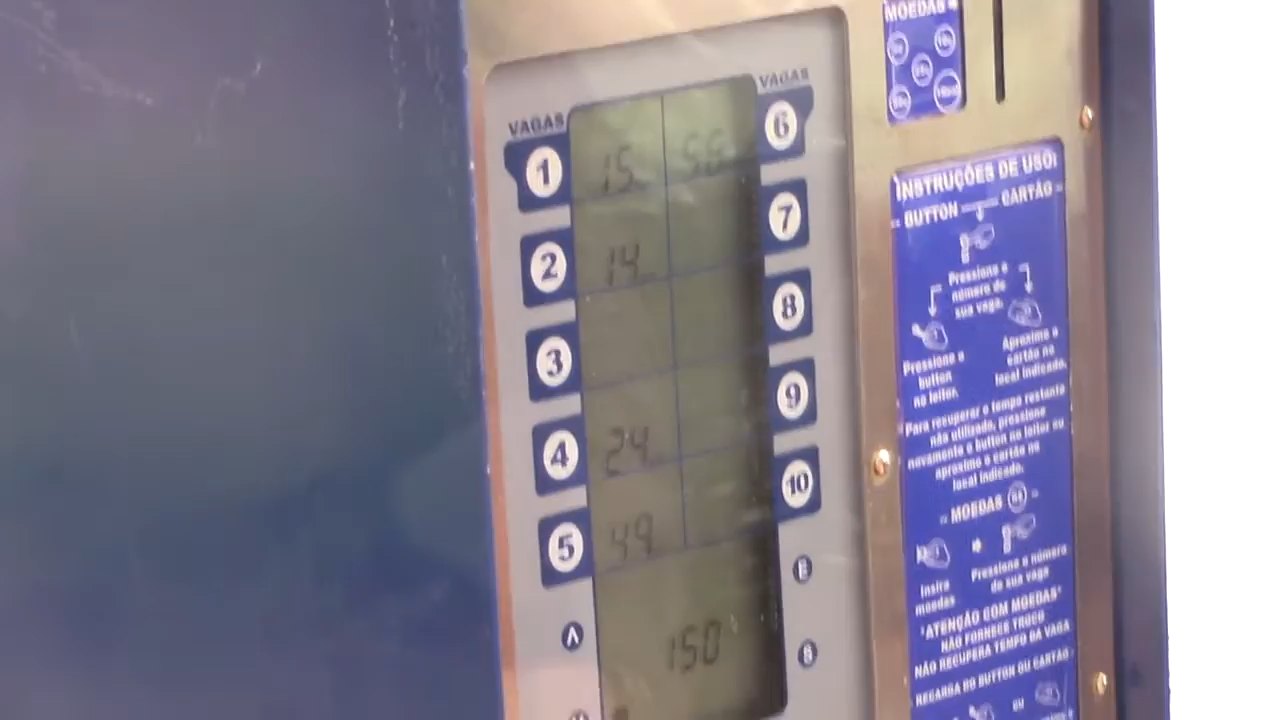 VAGAS
VAGAS
1
15
56
6
2
14
7
3
8
4
24
9
5
49
10
E
150
MOEDAS
INSTRUÇÕES DE USO:
BUTTON
CARTÃO
Pressione o
número de
sua vaga.
Pressione o
button
no leitor.
Aproxime o
cartão no
local indicado.
Para recuperar o tempo restante
não utilizado, pressione
novamente o button no leitor ou
aproxime o cartão no
local indicado.
- MOEDAS
Insira
moedas
Pressione o número
de sua vaga
*ATENÇÃO COM MOEDAS*
NÃO FORNECE TROCO
NÃO RECUPERA TEMPO DA VAGA
RECARGA DO BUTTON OU CARTÃO:
ou